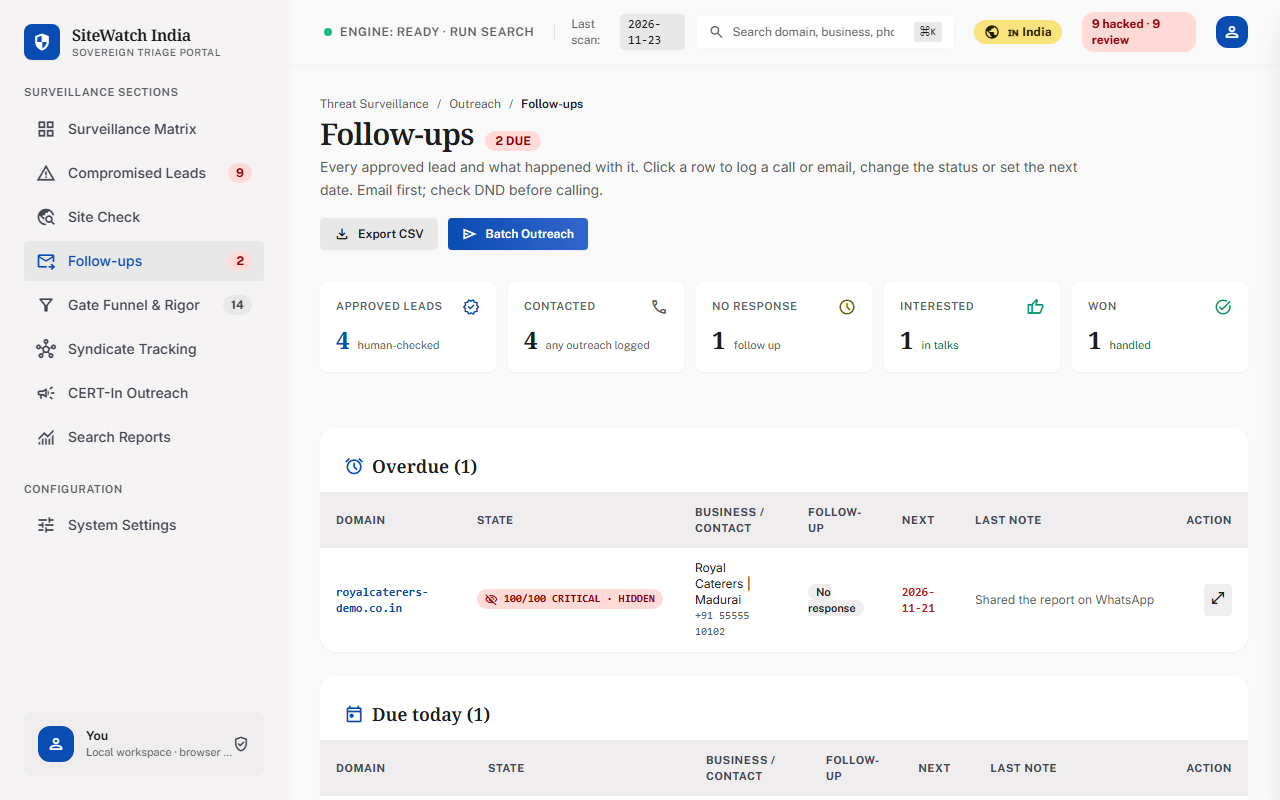 SiteWatch India
SOVEREIGN TRIAGE PORTAL
SURVEILLANCE SECTIONS
Surveillance Matrix
Compromised Leads 9
Site Check
Follow-ups 2
Gate Funnel & Rigor 14
Syndicate Tracking
CERT-In Outreach
Search Reports
CONFIGURATION
System Settings
You
Local workspace · browser ...
ENGINE: READY · RUN SEARCH
Last
scan:
2026-
11-23
Search domain, business, pho
⌘K
IN India
9 hacked · 9
review
Threat Surveillance / Outreach / Follow-ups
Follow-ups 2 DUE
Every approved lead and what happened with it. Click a row to log a call or email, change the status or set the next
date. Email first; check DND before calling.
Export CSV
Batch Outreach
APPROVED LEADS
4 human-checked
CONTACTED
4 any outreach logged
NO RESPONSE
1 follow up
INTERESTED
1 in talks
WON
1 handled
Overdue (1)
DOMAIN
STATE
BUSINESS /
CONTACT
FOLLOW-
UP
NEXT
LAST NOTE
ACTION
royalcaterers-
demo.co.in
100/100 CRITICAL · HIDDEN
Royal
Caterers |
Madurai
+91 55555
10102
No
response
2026-
11-21
Shared the report on WhatsApp
Due today (1)
DOMAIN
STATE
BUSINESS /
CONTACT
FOLLOW-
UP
NEXT
LAST NOTE
ACTION